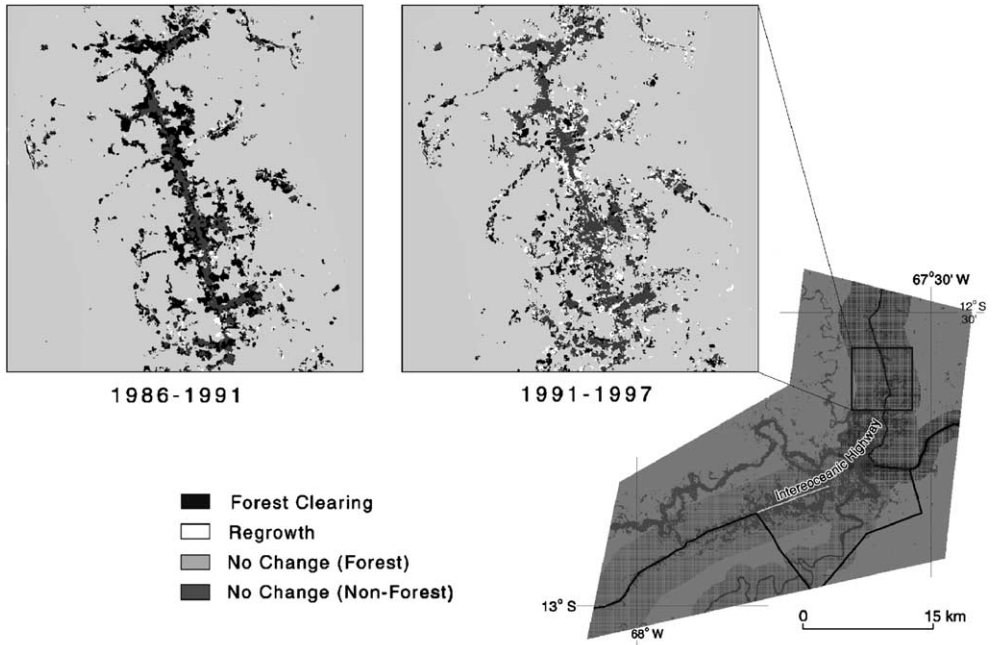 1986-1991
1991-1997
Forest Clearing
Regrowth
No Change (Forest)
No Change (Non-Forest)
67°30' W
12° S
30'
Intereoceanic Highway
13° S
68° W
0 15 km